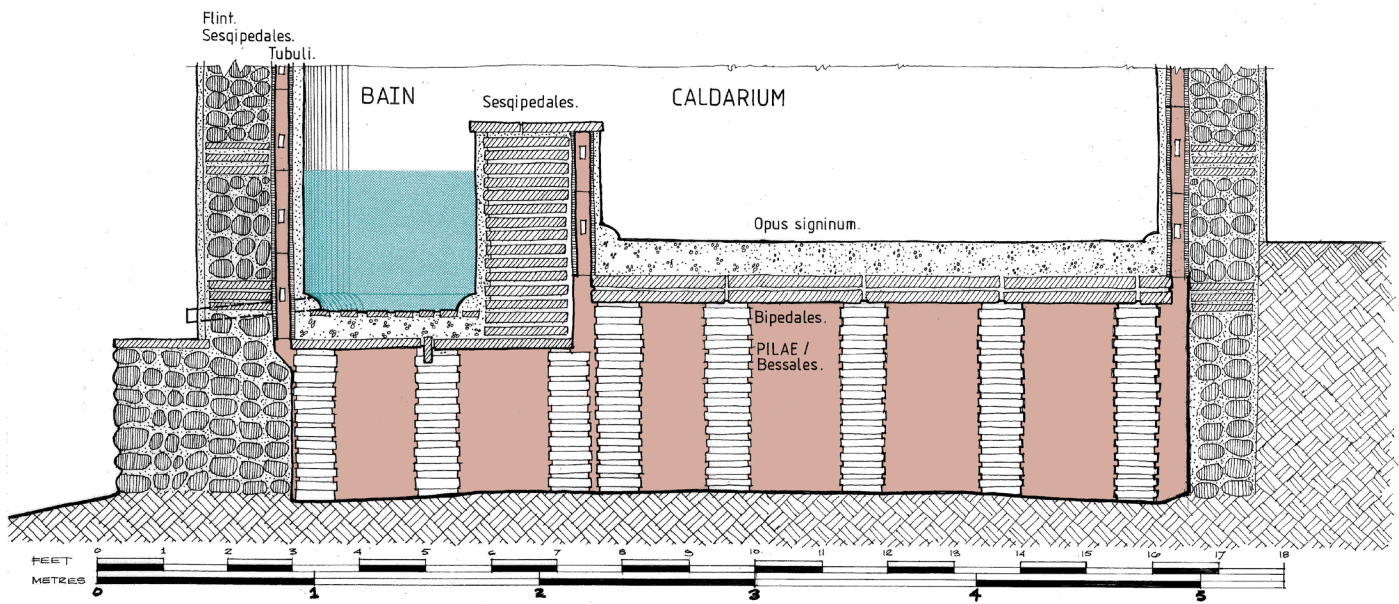 Flint.
Sesqipedales.
Tubuli.
BAIN
Sesqipedales.
CALDARIUM
Opus signinum.
Bipedales.
PILAE /
Bessales.
FEET 0 1 2 3 4 5 6 7 8 9 10 11 12 13 14 15 16 17 18
METRES
0 1 2 3 4 5